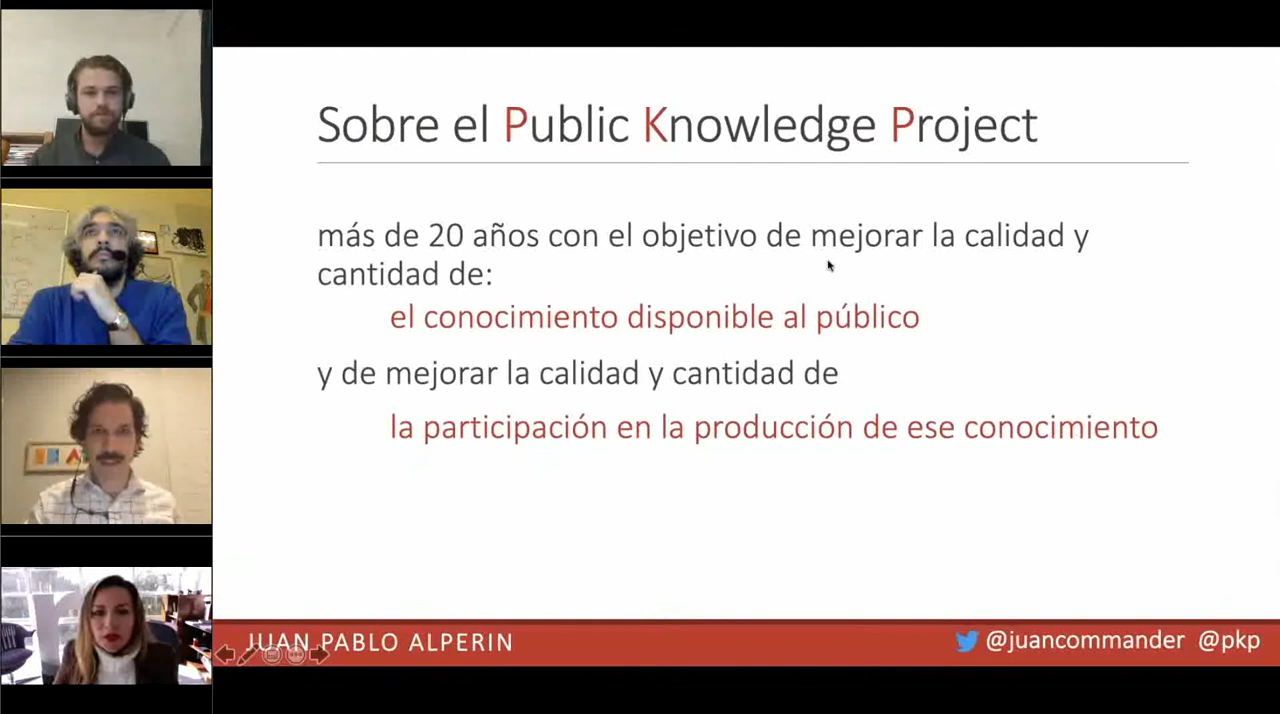 Sobre el Public Knowledge Project
más de 20 años con el objetivo de mejorar la calidad y
cantidad de:
el conocimiento disponible al público
y de mejorar la calidad y cantidad de
la participación en la producción de ese conocimiento
JUAN PABLO ALPERIN
@juancommander @pkp